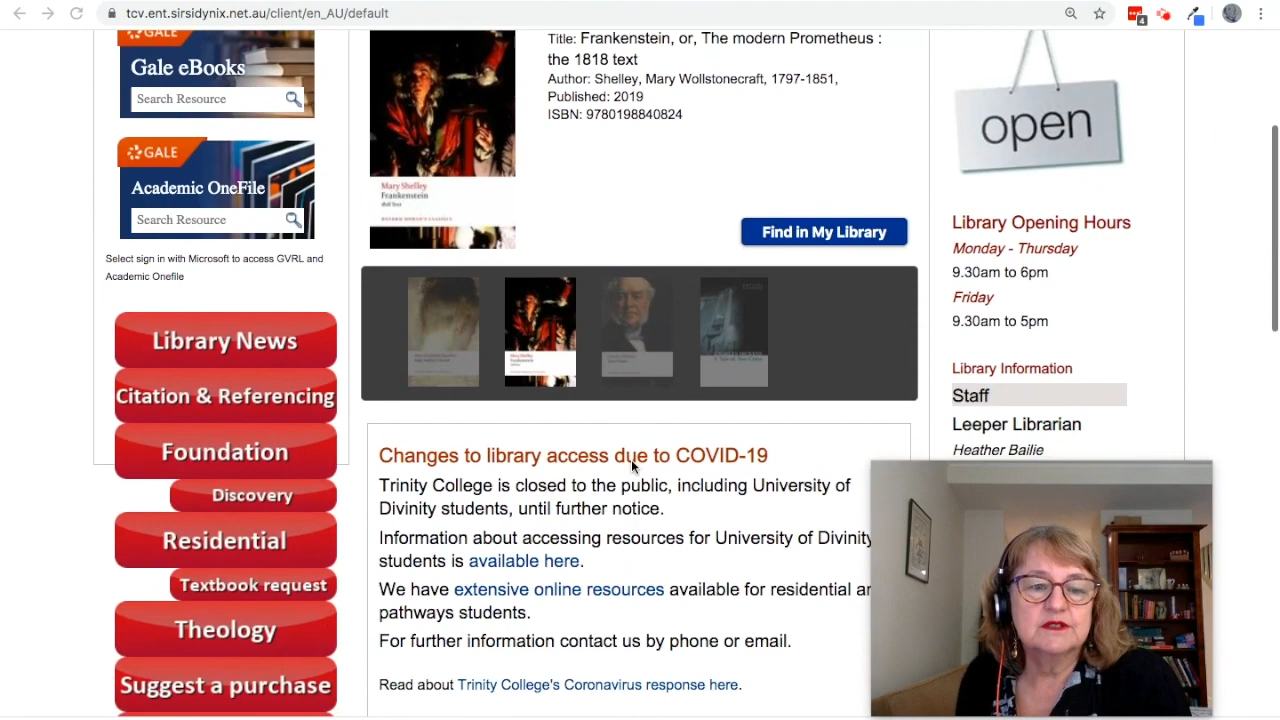 tcv.ent.sirsidynix.net.au/client/en_AU/default
4
GALE
Gale eBooks
Search Resource
GALE
Academic OneFile
Search Resource
Select sign in with Microsoft to access GVRL and
Academic Onefile
Library News
Citation & Referencing
Foundation
Discovery
Residential
Textbook request
Theology
Suggest a purchase
Mary Shelley
Frankenstein
Title: Frankenstein, or, The modern Prometheus :
the 1818 text
Author: Shelley, Mary Wollstonecraft, 1797-1851,
Published: 2019
ISBN: 9780198840824
Find in My Library
Changes to library access due to COVID-19
Trinity College is closed to the public, including University of
Divinity students, until further notice.
Information about accessing resources for University of Divinity
students is available here.
We have extensive online resources available for residential ar
pathways students.
For further information contact us by phone or email.
Read about Trinity College's Coronavirus response here.
open
Library Opening Hours
Monday - Thursday
9.30am to 6pm
Friday
9.30am to 5pm
Library Information
Staff
Leeper Librarian
Heather Bailie